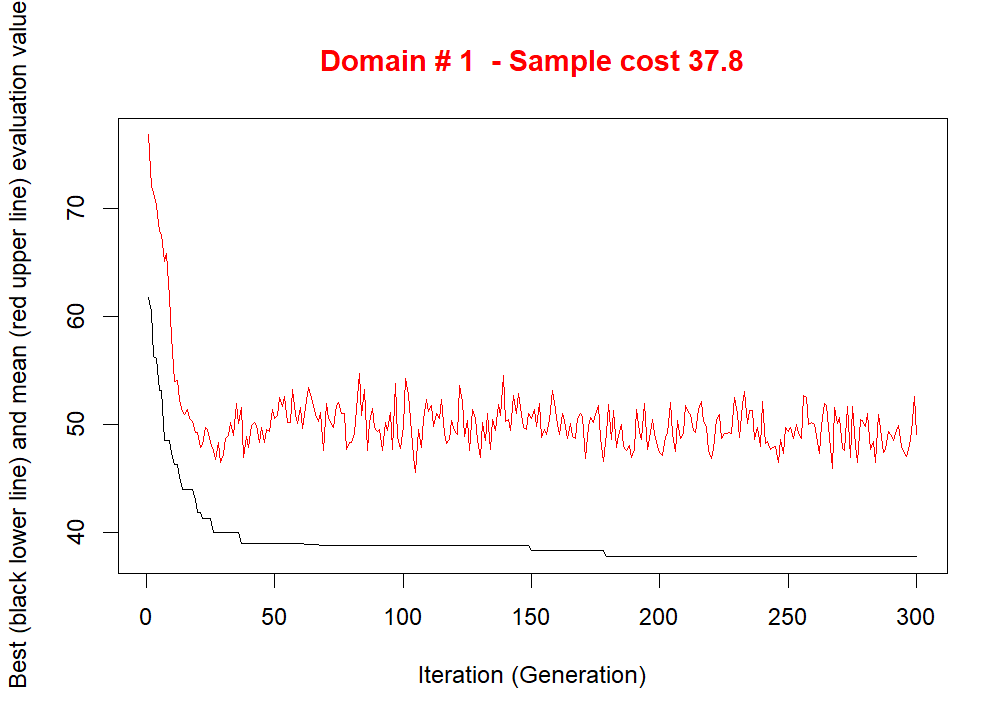 Domain # 1  - Sample cost 37.8
Best (black lower line) and mean (red upper line) evaluation value
70
60
50
40
0 50 100 150 200 250 300
Iteration (Generation)